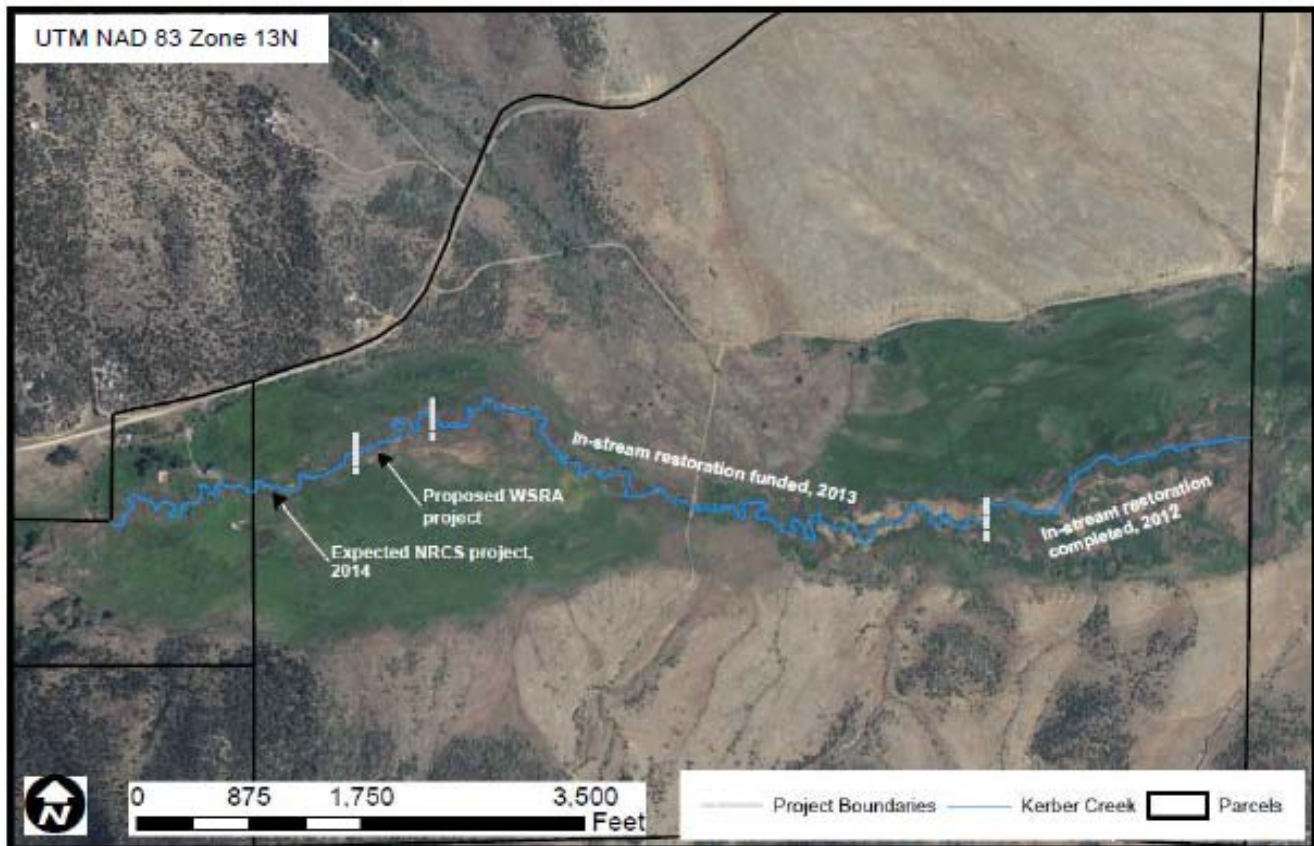 UTM NAD 83 Zone 13N
In-stream restoration funded, 2013
Proposed WSRA
project
Expected NRCS project,
2014
In-stream restoration
completed, 2012
N
0 875 1,750 3,500
Feet
Project Boundaries Kerber Creek Parcels